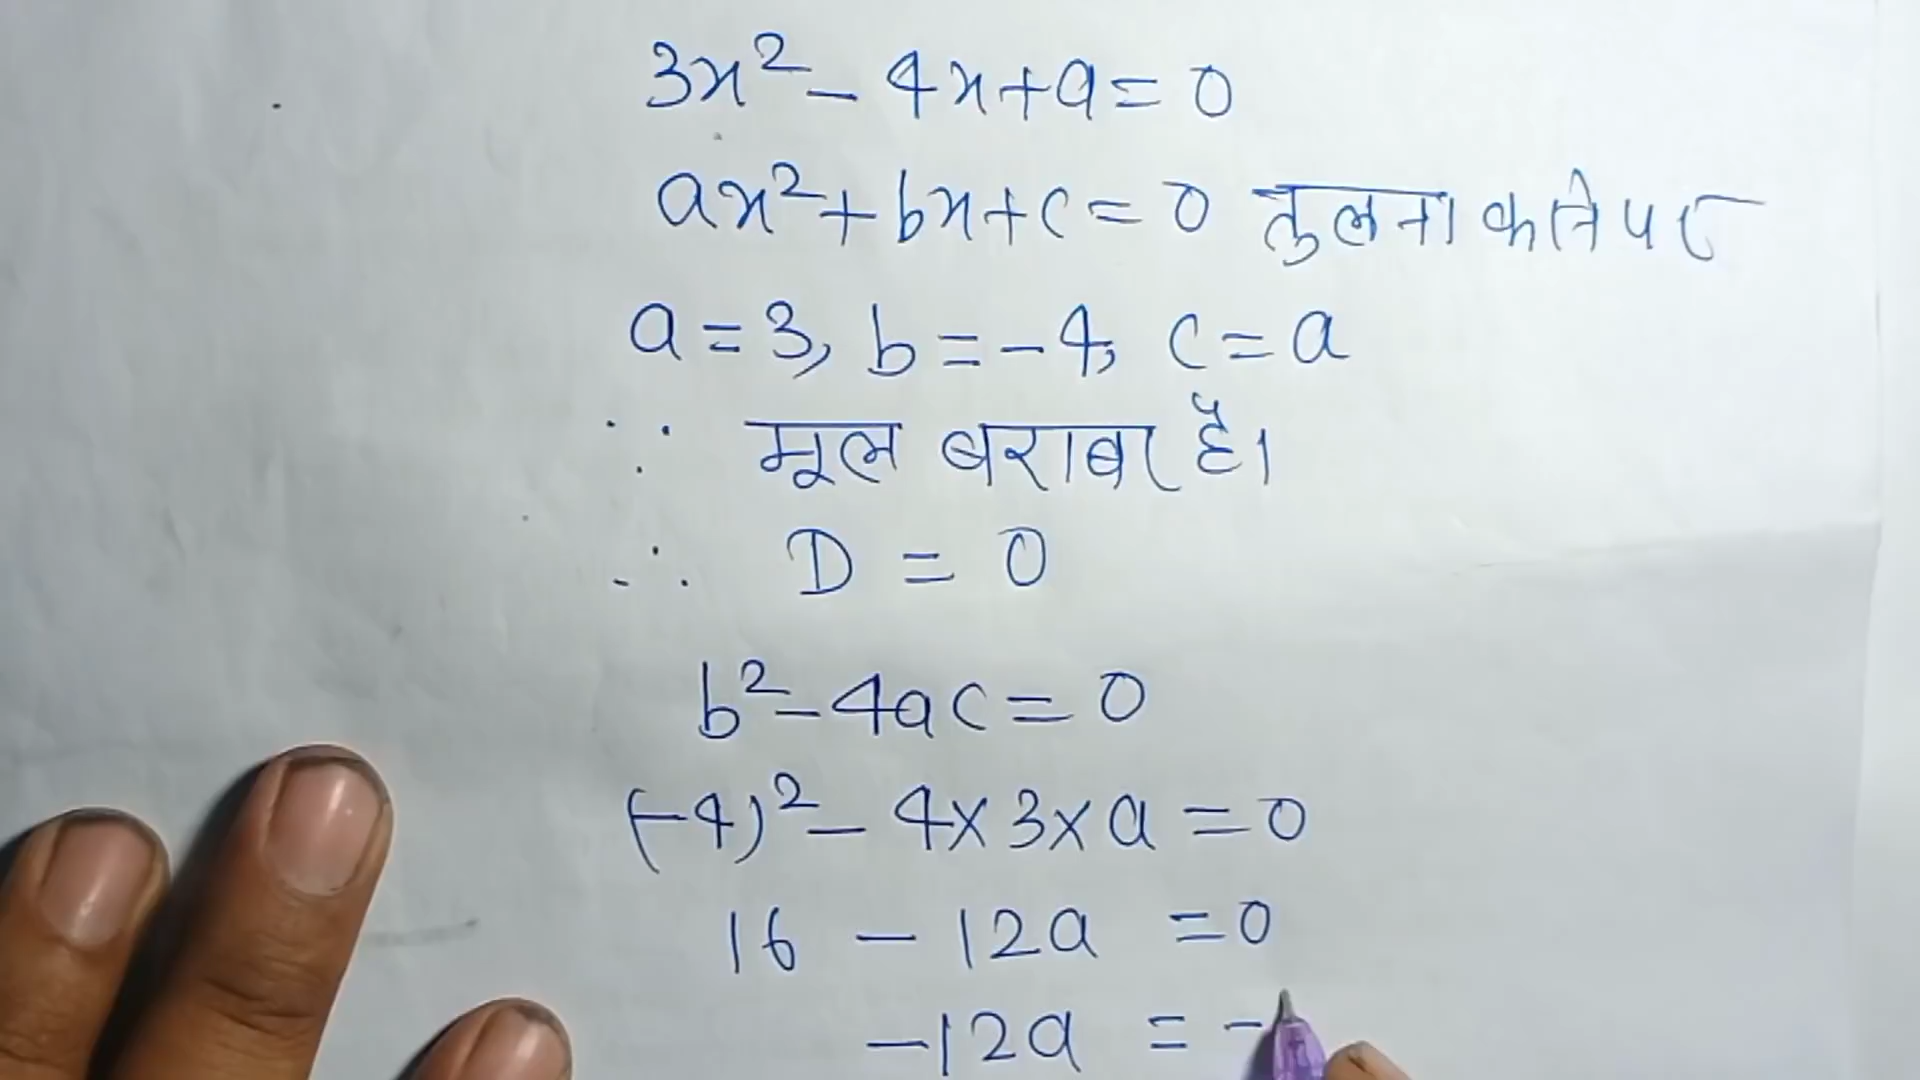 3x² - 4x + a = 0
ax² + bx + c = 0 तुलना करने पर
a = 3, b = -4, c = a
∵ मूल बराबर है।
∴ D = 0
b² - 4ac = 0
(-4)² - 4 × 3 × a = 0
16 - 12a = 0
-12a = -